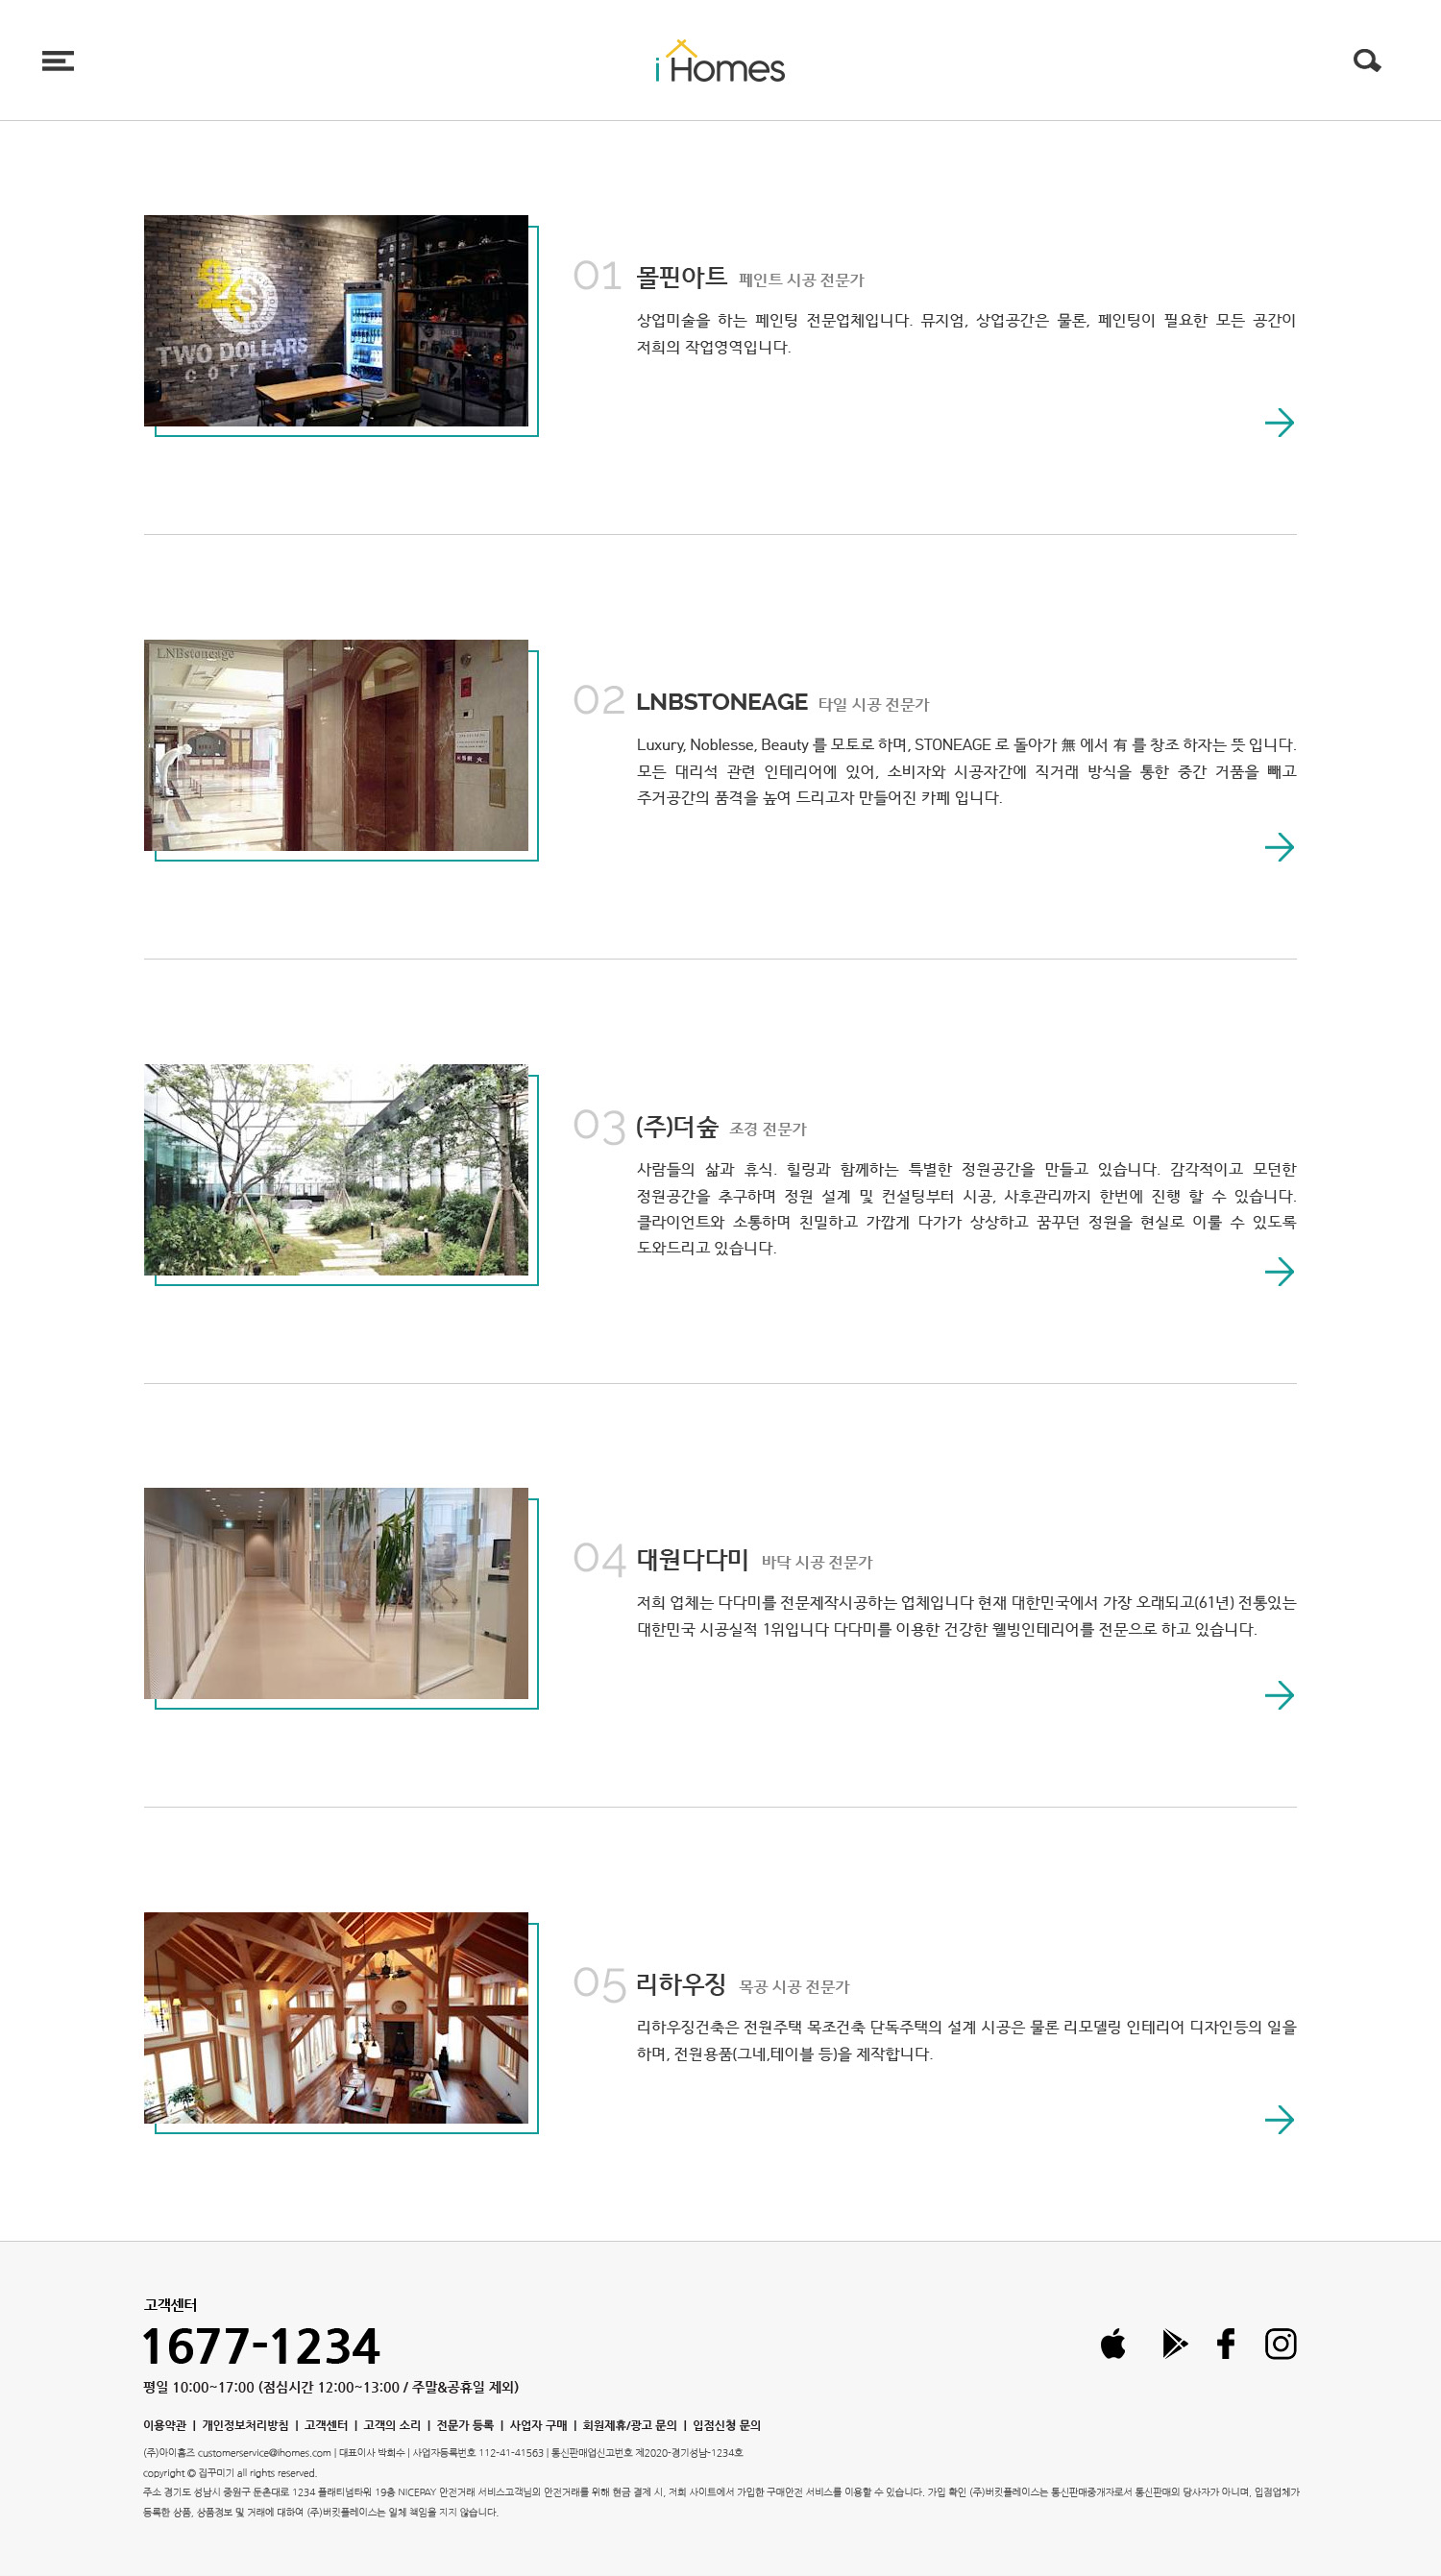 i Homes
TWO DOLLARS
COFFEE
01 몰핀아트 페인트 시공 전문가
상업미술을 하는 페인팅 전문업체입니다. 뮤지엄, 상업공간은 물론, 페인팅이 필요한 모든 공간이
저희의 작업영역입니다.
LNBstoneage
02 LNBSTONEAGE 타일 시공 전문가
Luxury, Noblesse, Beauty 를 모토로 하며, STONEAGE 로 돌아가 無 에서 有 를 창조 하자는 뜻 입니다.
모든 대리석 관련 인테리어에 있어, 소비자와 시공자간에 직거래 방식을 통한 중간 거품을 빼고
주거공간의 품격을 높여 드리고자 만들어진 카페 입니다.
03 (주)더숲 조경 전문가
사람들의 삶과 휴식. 힐링과 함께하는 특별한 정원공간을 만들고 있습니다. 감각적이고 모던한
정원공간을 추구하며 정원 설계 및 컨설팅부터 시공, 사후관리까지 한번에 진행 할 수 있습니다.
클라이언트와 소통하며 친밀하고 가깝게 다가가 상상하고 꿈꾸던 정원을 현실로 이룰 수 있도록
도와드리고 있습니다.
04 대원다다미 바닥 시공 전문가
저희 업체는 다다미를 전문제작시공하는 업체입니다 현재 대한민국에서 가장 오래되고(61년) 전통있는
대한민국 시공실적 1위입니다 다다미를 이용한 건강한 웰빙인테리어를 전문으로 하고 있습니다.
05 리하우징 목공 시공 전문가
리하우징건축은 전원주택 목조건축 단독주택의 설계 시공은 물론 리모델링 인테리어 디자인등의 일을
하며, 전원용품(그네,테이블 등)을 제작합니다.
고객센터
1677-1234
평일 10:00~17:00 (점심시간 12:00~13:00 / 주말&공휴일 제외)
이용약관 | 개인정보처리방침 | 고객센터 | 고객의 소리 | 전문가 등록 | 사업자 구매 | 회원제휴/광고 문의 | 입점신청 문의
(주)아이홈즈 customerservice@ihomes.com | 대표이사 박희수 | 사업자등록번호 112-41-41563 | 통신판매업신고번호 제2020-경기성남-1234호
copyright © 집꾸미기 all rights reserved.
주소 경기도 성남시 중원구 둔촌대로 1234 플래티넘타워 19층 NICEPAY 안전거래 서비스고객님의 안전거래를 위해 현금 결제 시, 저희 사이트에서 가입한 구매안전 서비스를 이용할 수 있습니다. 가입 확인 (주)버킷플레이스는 통신판매중개자로서 통신판매의 당사자가 아니며, 입점업체가
등록한 상품, 상품정보 및 거래에 대하여 (주)버킷플레이스는 일체 책임을 지지 않습니다.